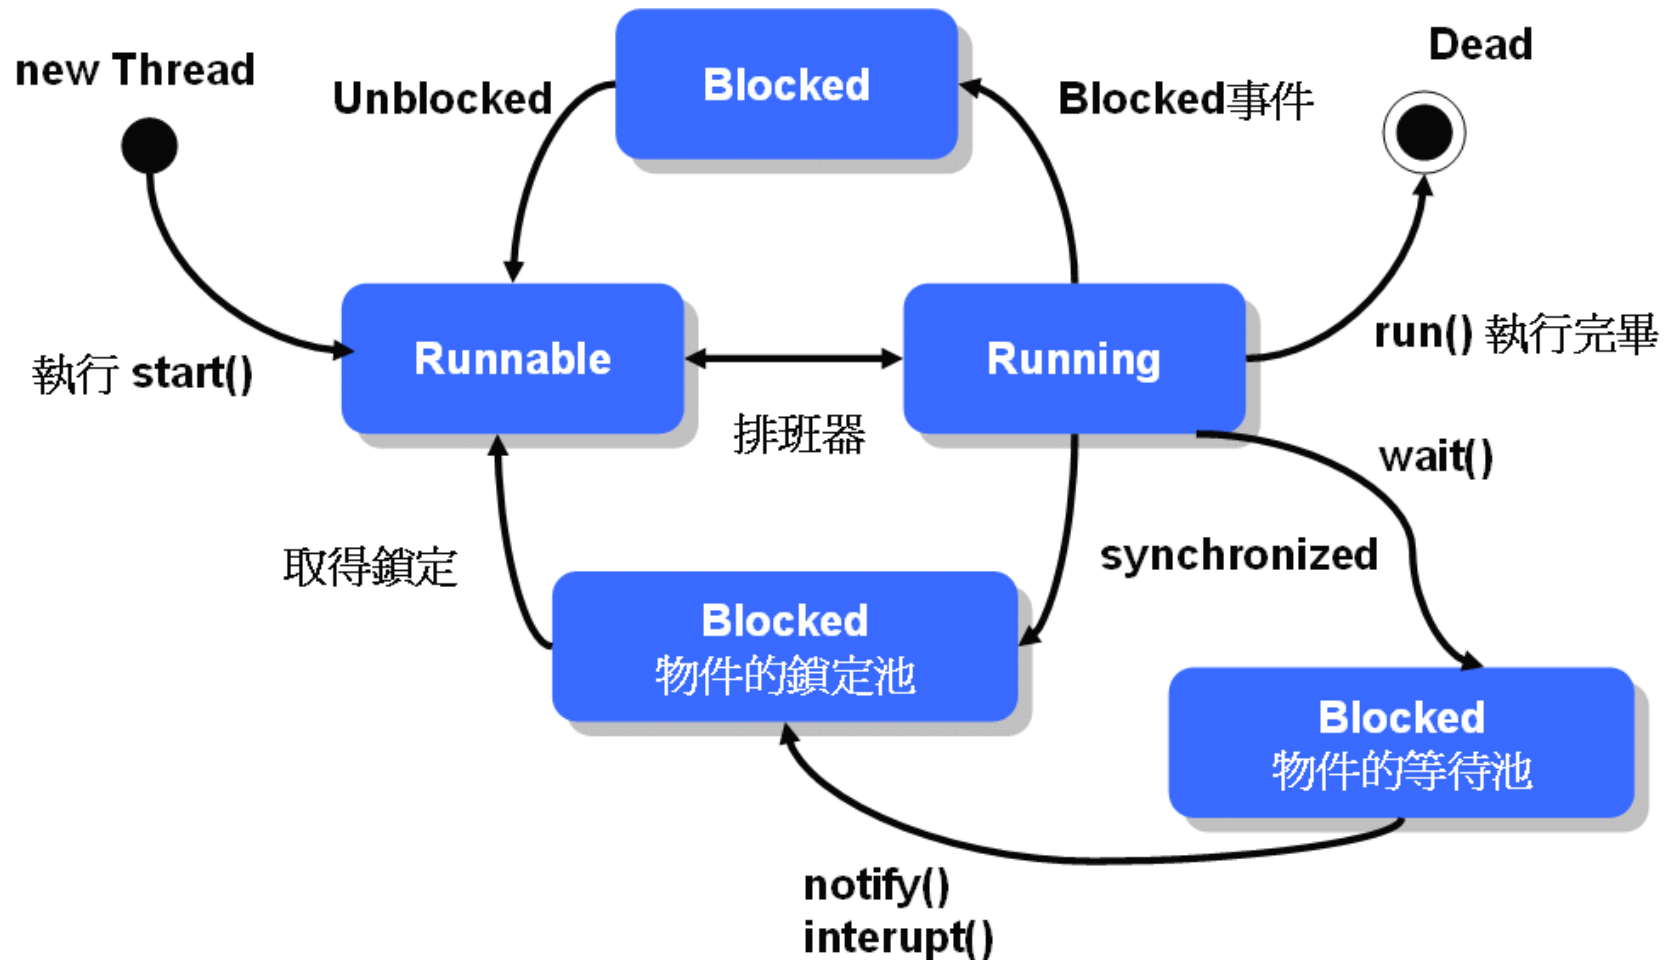 new Thread
Unblocked
Blocked
Blocked事件
Dead
執行 start()
Runnable
排班器
Running
run() 執行完畢
wait()
取得鎖定
synchronized
Blocked
物件的鎖定池
Blocked
物件的等待池
notify()
interupt()